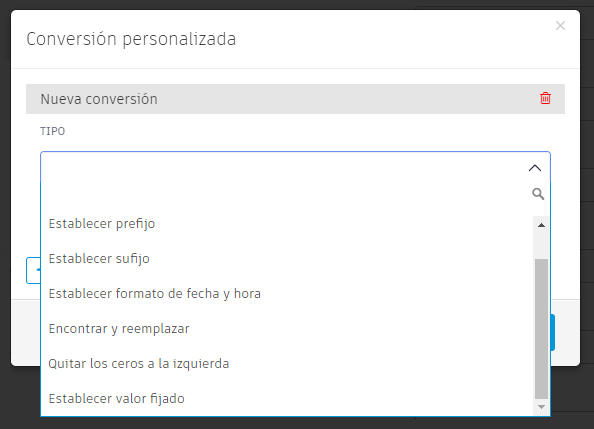 Conversión personalizada
Nueva conversión
TIPO
Establecer prefijo
Establecer sufijo
Establecer formato de fecha y hora
Encontrar y reemplazar
Quitar los ceros a la izquierda
Establecer valor fijado